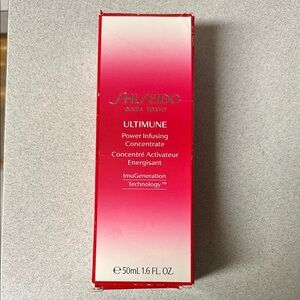 SHISEIDO
GINZA TOKYO
ULTIMUNE
Power Infusing
Concentrate
Concentré Activateur
Energisant
ImuGeneration
Technology™
℮ 50mL 1.6 FL. OZ.